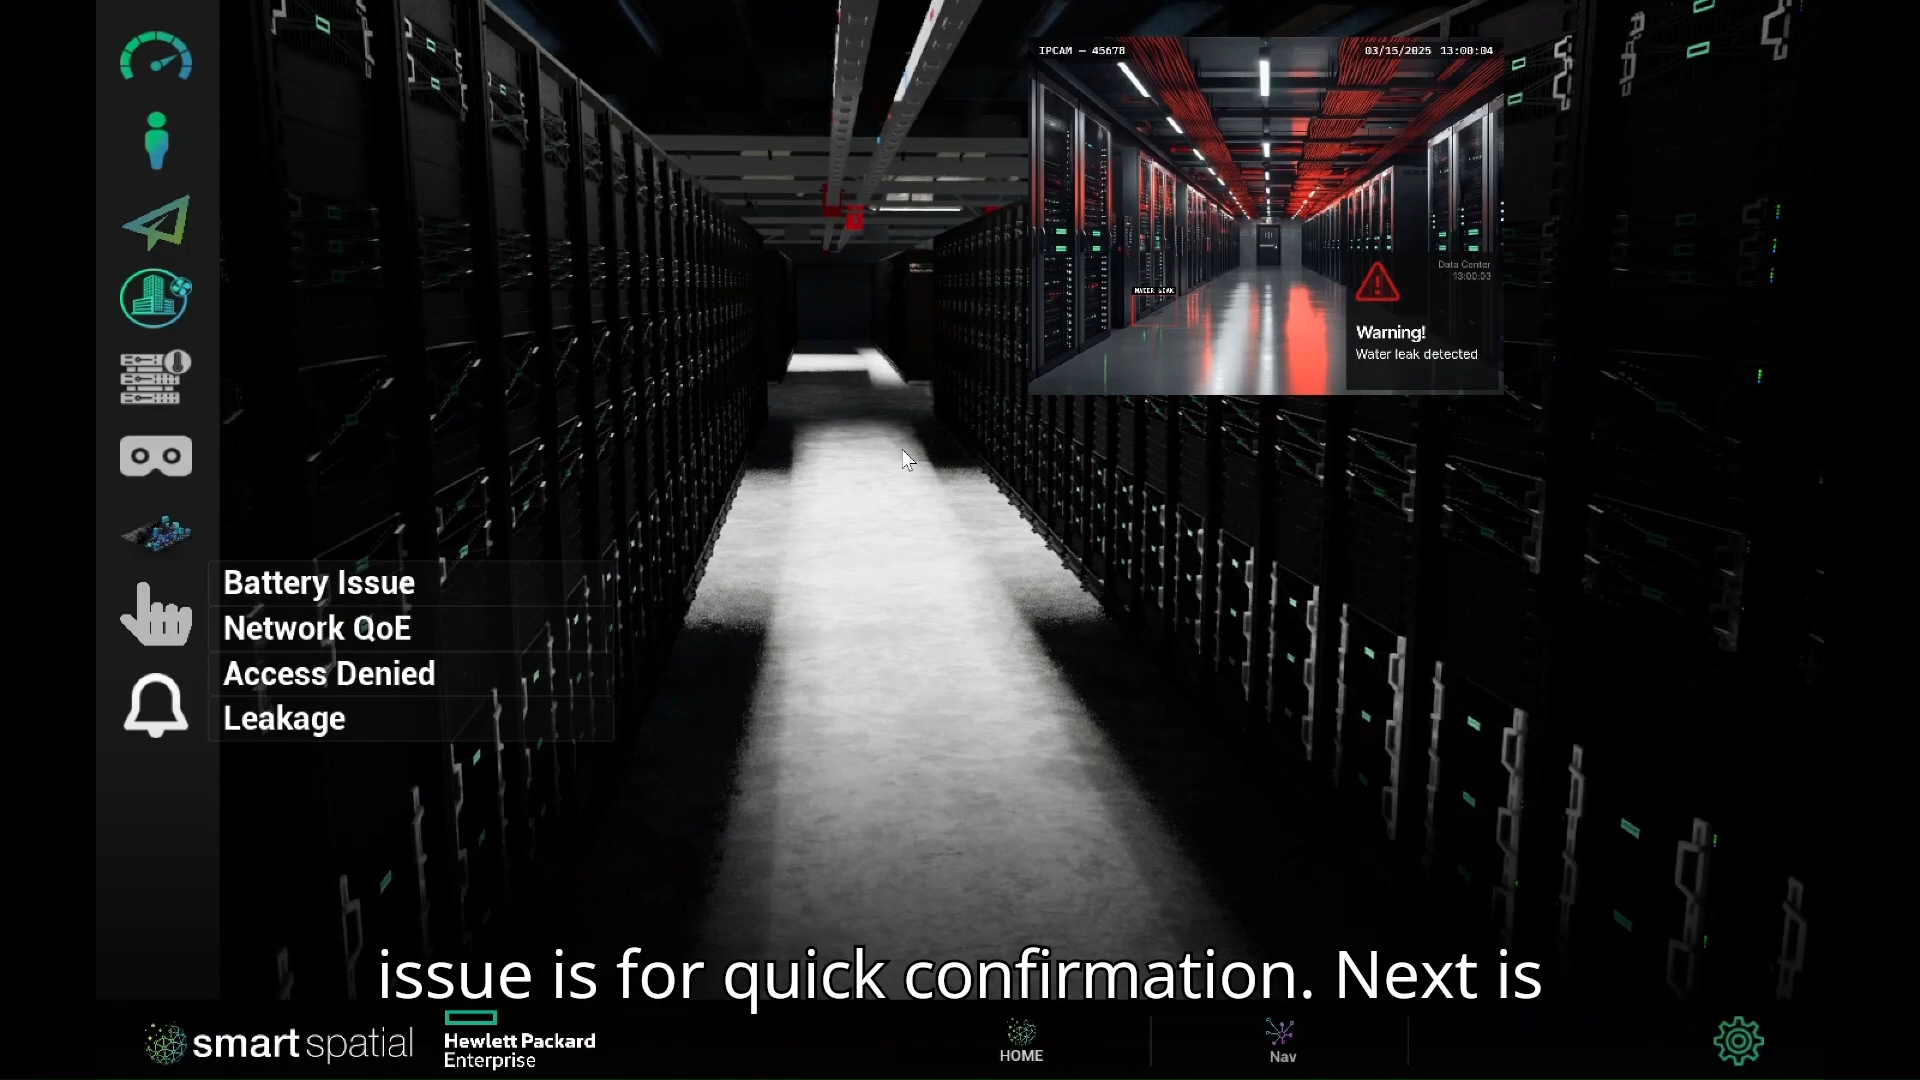 IPCAM — 45678
03/15/2025 13:00:04
Data Center
13:00:03
WATER LEAK
Warning!
Water leak detected
Battery Issue
Network QoE
Access Denied
Leakage
issue is for quick confirmation. Next is
smart spatial
Hewlett Packard
Enterprise
HOME
Nav